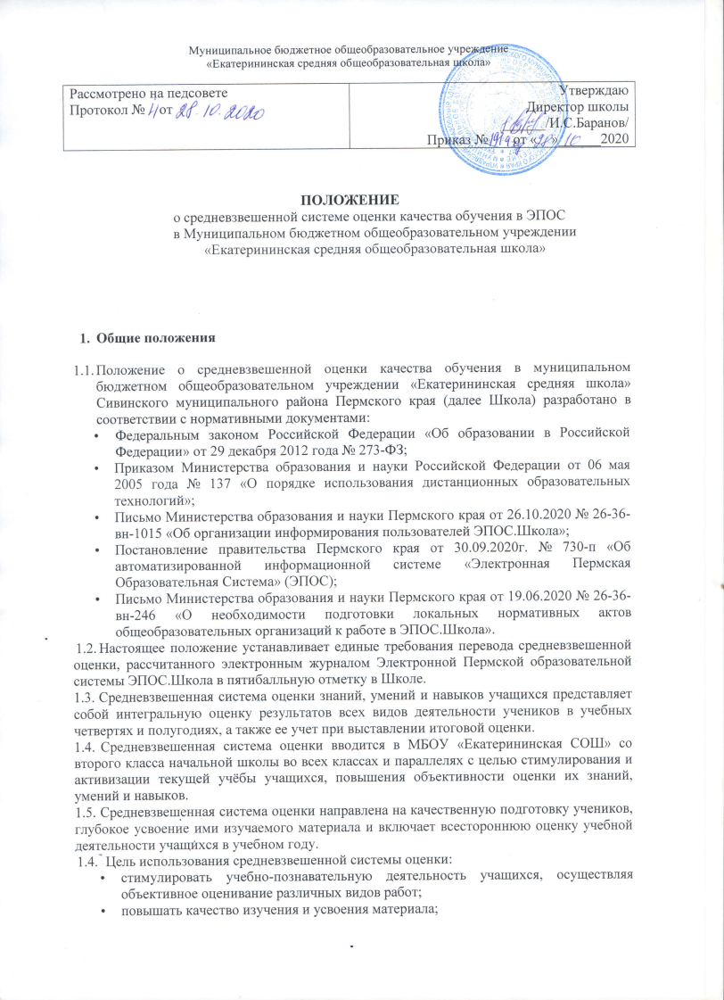 Муниципальное бюджетное общеобразовательное учреждение
«Екатерининская средняя общеобразовательная школа»
Рассмотрено на педсовете
Протокол № 4 от 28.10.2020
Утверждаю
Директор школы
/И.С.Баранов/
Приказ № от «28» 10 2020
ПОЛОЖЕНИЕ
о средневзвешенной системе оценки качества обучения в ЭПОС
в Муниципальном бюджетном общеобразовательном учреждении
«Екатерининская средняя общеобразовательная школа»
1. Общие положения
1.1. Положение о средневзвешенной оценки качества обучения в муниципальном
бюджетном общеобразовательном учреждении «Екатерининская средняя школа»
Сивинского муниципального района Пермского края (далее Школа) разработано в
соответствии с нормативными документами:
• Федеральным законом Российской Федерации «Об образовании в Российской
Федерации» от 29 декабря 2012 года № 273-ФЗ;
• Приказом Министерства образования и науки Российской Федерации от 06 мая
2005 года № 137 «О порядке использования дистанционных образовательных
технологий»;
• Письмо Министерства образования и науки Пермского края от 26.10.2020 № 26-36-
вн-1015 «Об организации информирования пользователей ЭПОС.Школа»;
• Постановление правительства Пермского края от 30.09.2020г. № 730-п «Об
автоматизированной информационной системе «Электронная Пермская
Образовательная Система» (ЭПОС);
• Письмо Министерства образования и науки Пермского края от 19.06.2020 № 26-36-
вн-246 «О необходимости подготовки локальных нормативных актов
общеобразовательных организаций к работе в ЭПОС.Школа».
1.2. Настоящее положение устанавливает единые требования перевода средневзвешенной
оценки, рассчитанного электронным журналом Электронной Пермской образовательной
системы ЭПОС.Школа в пятибалльную отметку в Школе.
1.3. Средневзвешенная система оценки знаний, умений и навыков учащихся представляет
собой интегральную оценку результатов всех видов деятельности учеников в учебных
четвертях и полугодиях, а также ее учет при выставлении итоговой оценки.
1.4. Средневзвешенная система оценки вводится в МБОУ «Екатерининская СОШ» со
второго класса начальной школы во всех классах и параллелях с целью стимулирования и
активизации текущей учёбы учащихся, повышения объективности оценки их знаний,
умений и навыков.
1.5. Средневзвешенная система оценки направлена на качественную подготовку учеников,
глубокое усвоение ими изучаемого материала и включает всестороннюю оценку учебной
деятельности учащихся в учебном году.
1.4. Цель использования средневзвешенной системы оценки:
• стимулировать учебно-познавательную деятельность учащихся, осуществляя
объективное оценивание различных видов работ;
• повышать качество изучения и усвоения материала;